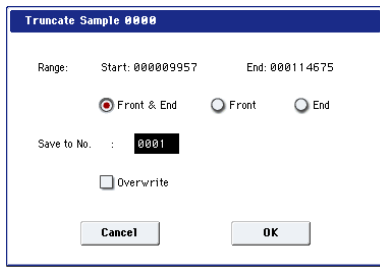 Truncate Sample 0000
Range: Start: 000009957 End: 000114675
Front & End Front End
Save to No. : 0001
Overwrite
Cancel OK